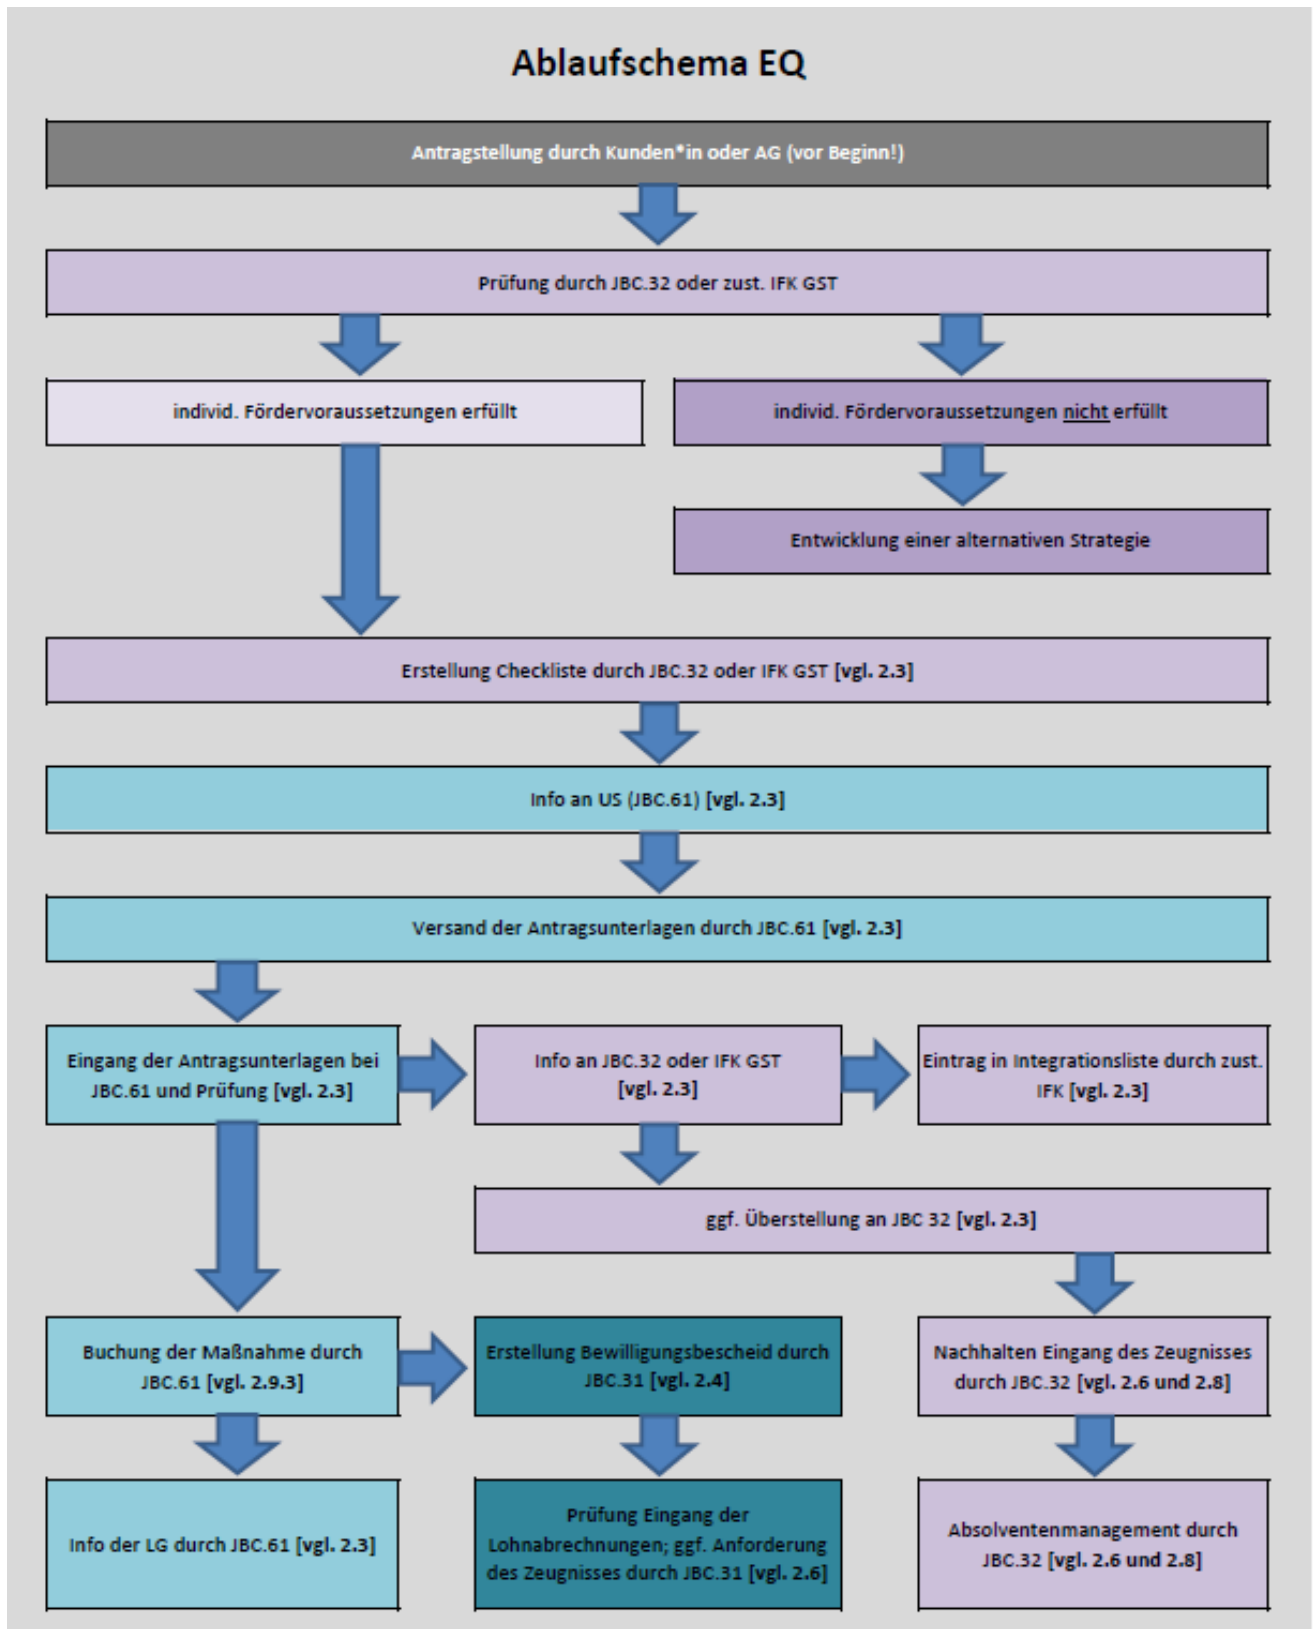 Ablaufschema EQ
Antragstellung durch Kunden*in oder AG (vor Beginn!)
Prüfung durch JBC.32 oder zust. IFK GST
individ. Fördervoraussetzungen erfüllt
individ. Fördervoraussetzungen nicht erfüllt
Entwicklung einer alternativen Strategie
Erstellung Checkliste durch JBC.32 oder IFK GST [vgl. 2.3]
Info an US (JBC.61) [vgl. 2.3]
Versand der Antragsunterlagen durch JBC.61 [vgl. 2.3]
Eingang der Antragsunterlagen bei
JBC.61 und Prüfung [vgl. 2.3]
Info an JBC.32 oder IFK GST
[vgl. 2.3]
Eintrag in Integrationsliste durch zust.
IFK [vgl. 2.3]
ggf. Überstellung an JBC 32 [vgl. 2.3]
Buchung der Maßnahme durch
JBC.61 [vgl. 2.9.3]
Erstellung Bewilligungsbescheid durch
JBC.31 [vgl. 2.4]
Nachhalten Eingang des Zeugnisses
durch JBC.32 [vgl. 2.6 und 2.8]
Info der LG durch JBC.61 [vgl. 2.3]
Prüfung Eingang der
Lohnabrechnungen; ggf. Anforderung
des Zeugnisses durch JBC.31 [vgl. 2.6]
Absolventenmanagement durch
JBC.32 [vgl. 2.6 und 2.8]